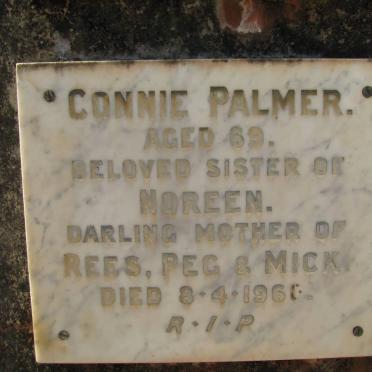 CONNIE PALMER.
AGED 69.
BELOVED SISTER OF
NOREEN.
DARLING MOTHER OF
REES, PEG & MICK.
DIED
R·I·P